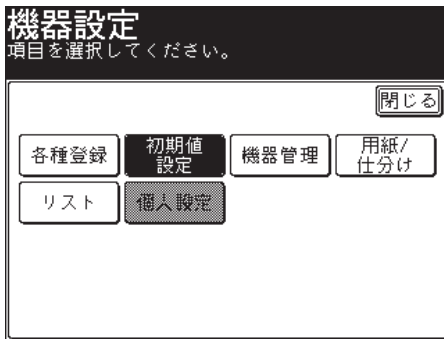 機器設定
項目を選択してください。
閉じる
各種登録
初期値
設定
機器管理
用紙/
仕分け
リスト
個人設定